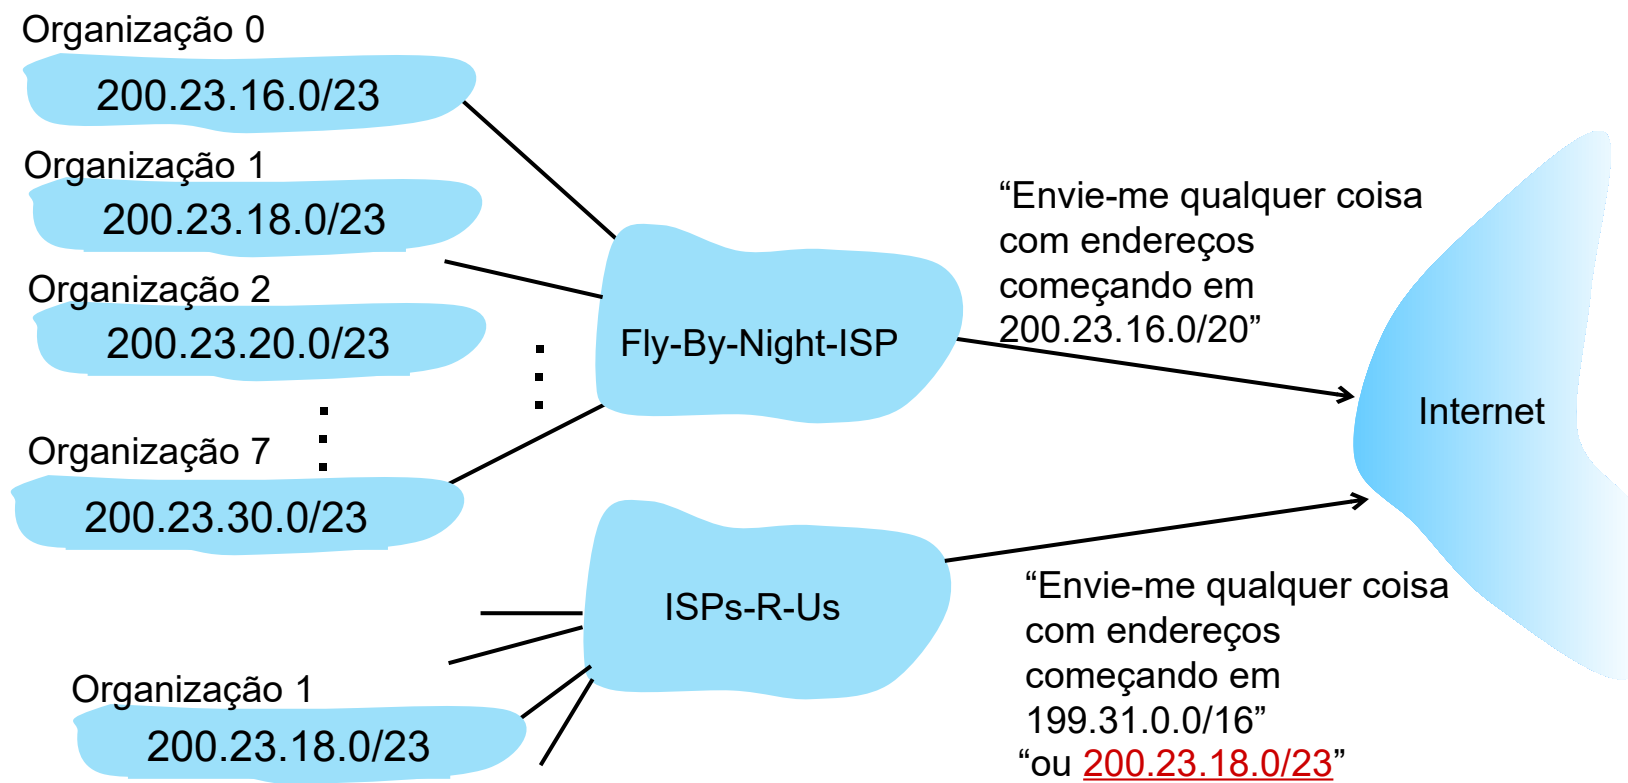 Organização 0
200.23.16.0/23
Organização 1
200.23.18.0/23
Organização 2
200.23.20.0/23
Organização 7
200.23.30.0/23
Fly-By-Night-ISP
“Envie-me qualquer coisa
com endereços
começando em
200.23.16.0/20”
Internet
ISPs-R-Us
Organização 1
200.23.18.0/23
“Envie-me qualquer coisa
com endereços
começando em
199.31.0.0/16”
“ou 200.23.18.0/23”